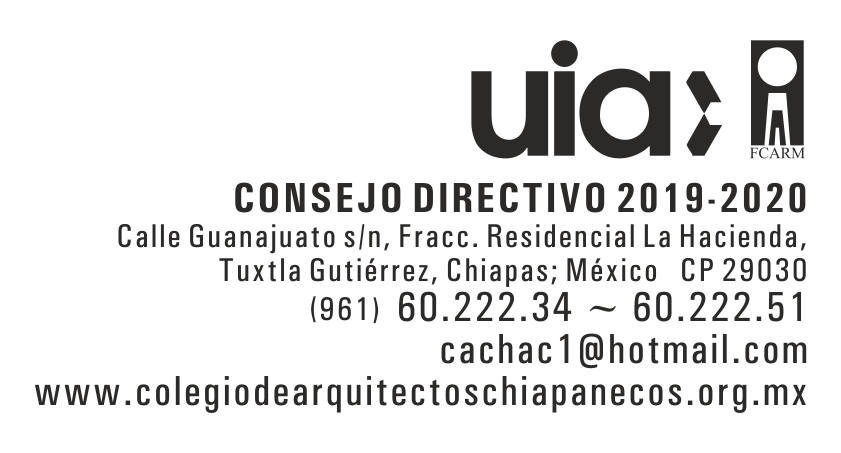 uia
FCARM
CONSEJO DIRECTIVO 2019-2020
Calle Guanajuato s/n, Fracc. Residencial La Hacienda,
Tuxtla Gutiérrez, Chiapas; México CP 29030
(961) 60.222.34 ~ 60.222.51
cachac1@hotmail.com
www.colegiodearquitectoschiapanecos.org.mx